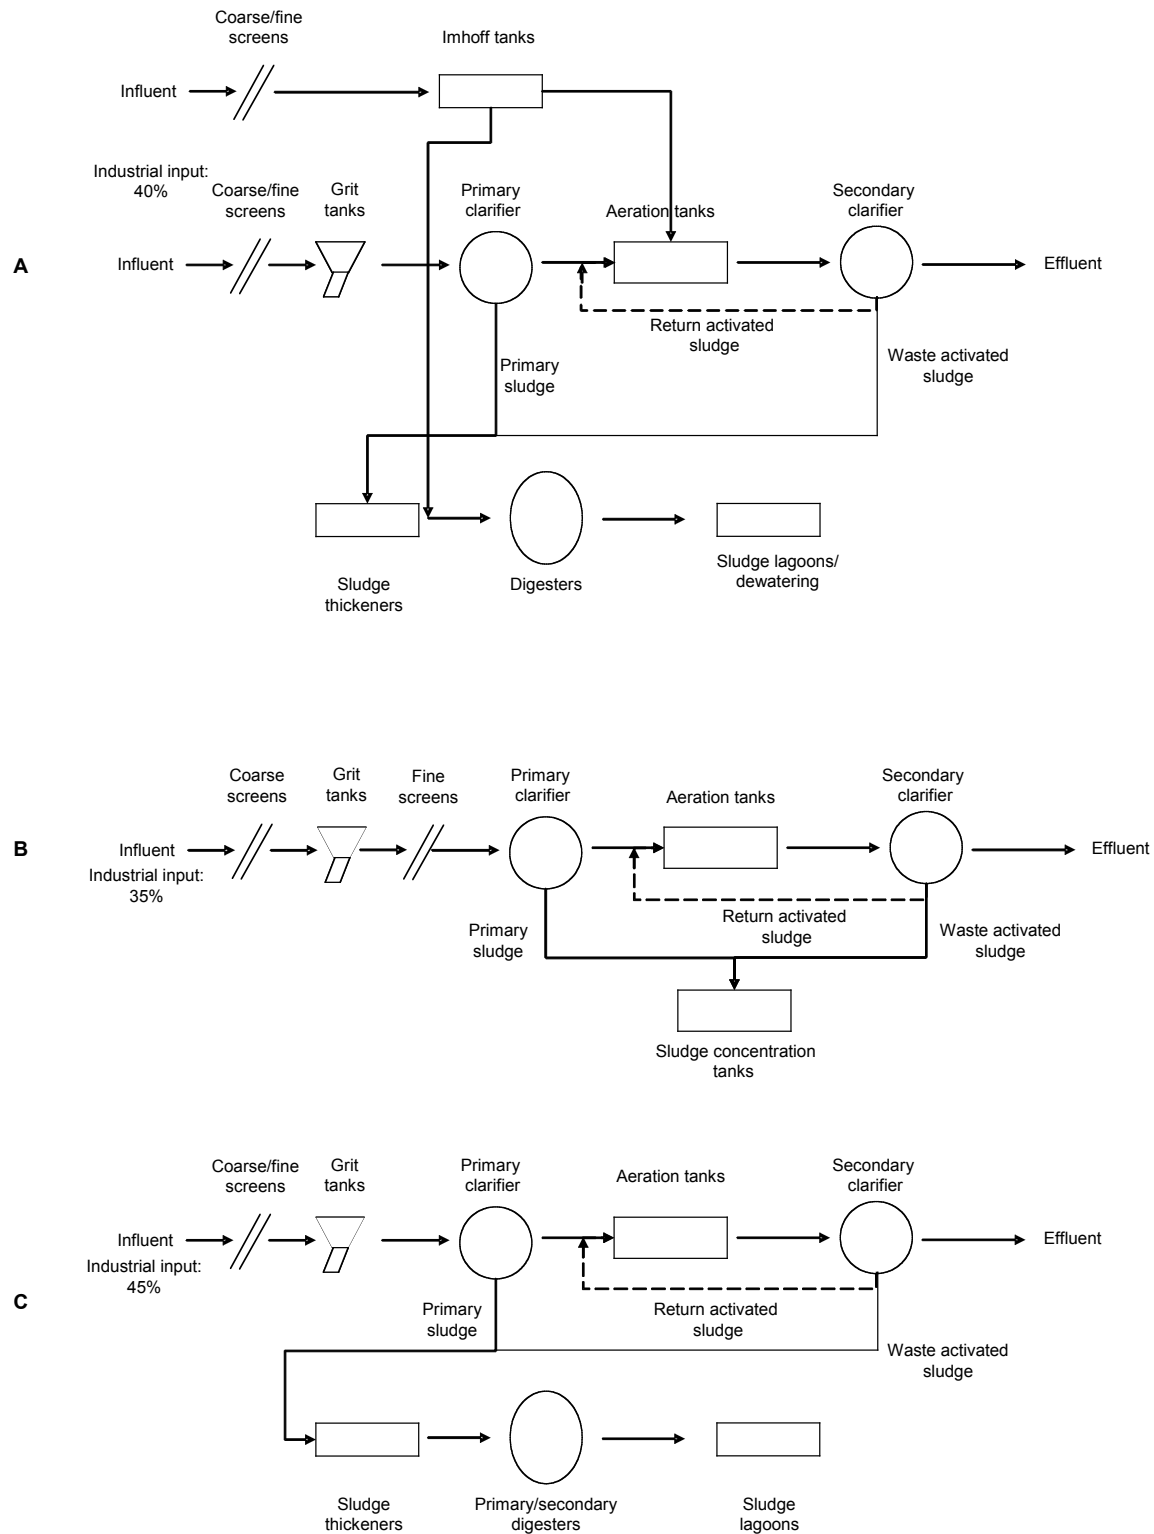 Coarse/fine
screens
Imhoff tanks
Influent
Industrial input:
40%
Coarse/fine
screens
Grit
tanks
Primary
clarifier
Aeration tanks
Secondary
clarifier
A
Influent
Effluent
Return activated
sludge
Primary
sludge
Waste activated
sludge
Sludge
thickeners
Digesters
Sludge lagoons/
dewatering
Coarse
screens
Grit
tanks
Fine
screens
Primary
clarifier
Aeration tanks
Secondary
clarifier
B
Influent
Industrial input:
35%
Effluent
Return activated
sludge
Primary
sludge
Waste activated
sludge
Sludge concentration
tanks
Coarse/fine
screens
Grit
tanks
Primary
clarifier
Aeration tanks
Secondary
clarifier
Influent
Industrial input:
45%
Effluent
C
Primary
sludge
Return activated
sludge
Waste activated
sludge
Sludge
thickeners
Primary/secondary
digesters
Sludge
lagoons